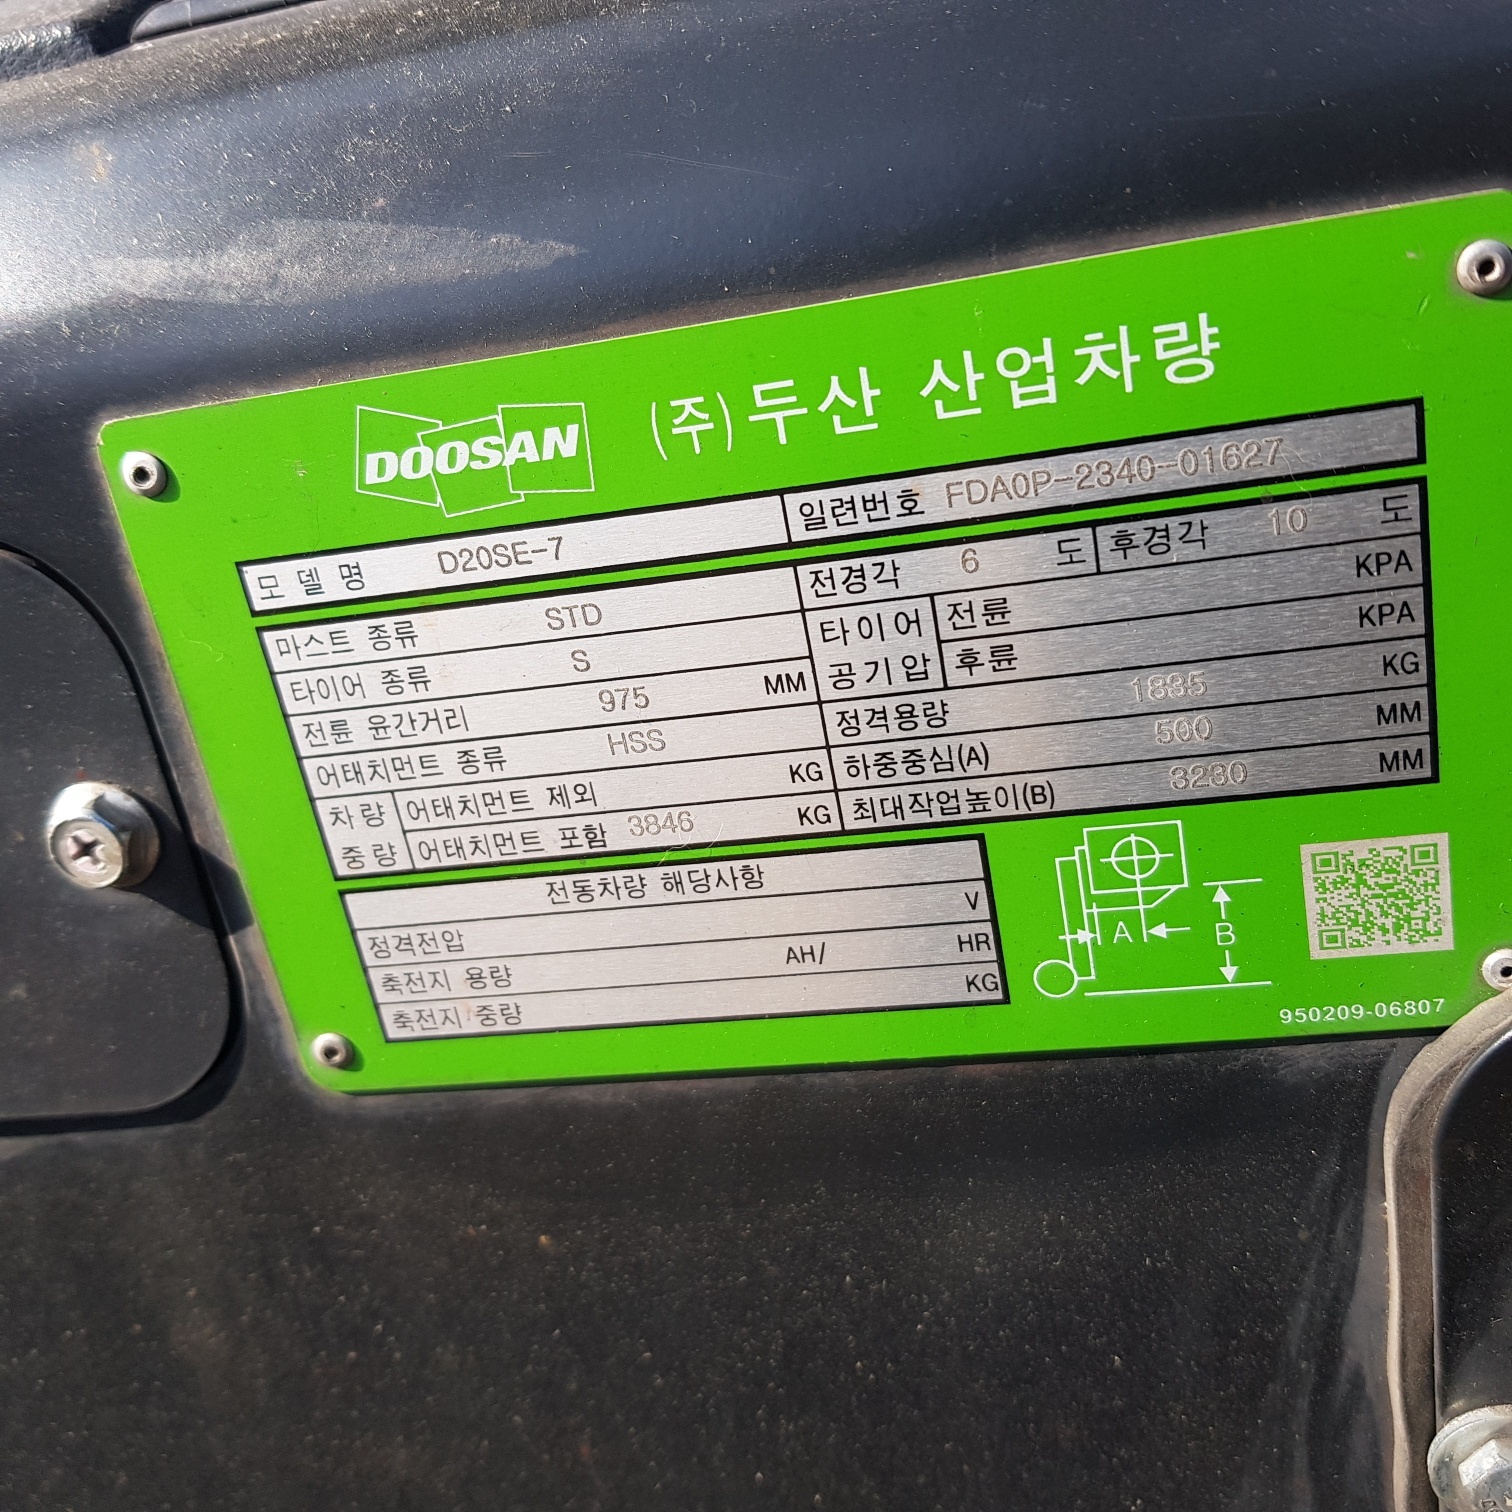 DOOSAN (주)두산 산업차량
모 델 명 D20SE-7 일련번호 FDA0P-2340-01627
마스트 종류 STD 전경각 6 도 후경각 10 도
타이어 종류 S 타이어 공기압 전륜 KPA
전륜 윤간거리 975 MM 후륜 KPA
어태치먼트 종류 HSS 정격용량 1835 KG
차량 중량 어태치먼트 제외 KG 하중중심(A) 500 MM
어태치먼트 포함 3846 KG 최대작업높이(B) 3230 MM
전동차량 해당사항
정격전압 V
축전지 용량 AH/ HR
축전지 중량 KG
A B
950209-06807